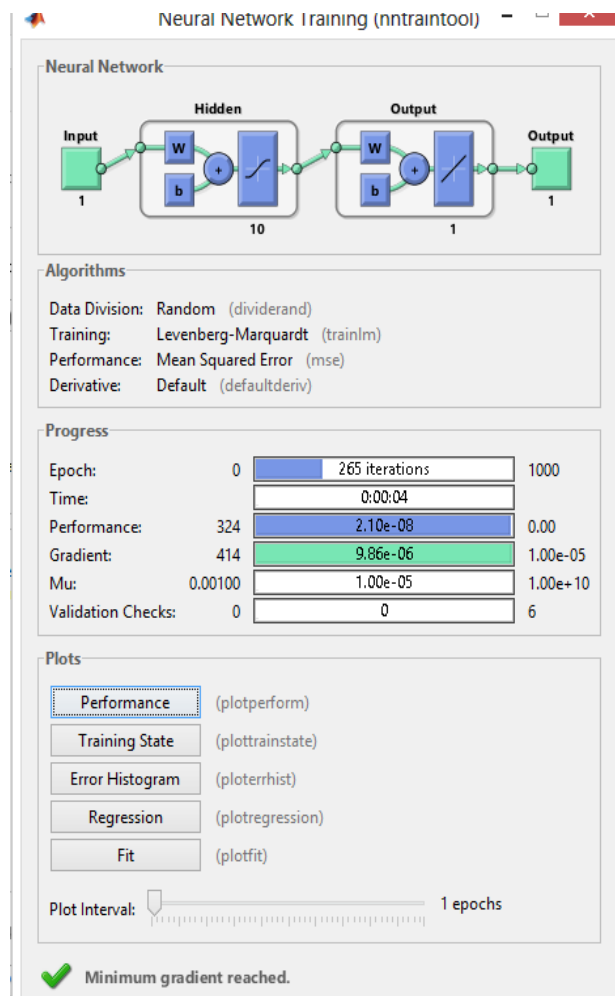 Neural Network Training (nntraintool)
Neural Network
Hidden Output
Input Output
W W
+ +
b b
1 10 1 1
Algorithms
Data Division: Random (dividerand)
Training: Levenberg-Marquardt (trainlm)
Performance: Mean Squared Error (mse)
Derivative: Default (defaultderiv)
Progress
Epoch: 0 265 iterations 1000
Time: 0:00:04
Performance: 324 2.10e-08 0.00
Gradient: 414 9.86e-06 1.00e-05
Mu: 0.00100 1.00e-05 1.00e+10
Validation Checks: 0 0 6
Plots
Performance (plotperform)
Training State (plottrainstate)
Error Histogram (ploterrhist)
Regression (plotregression)
Fit (plotfit)
Plot Interval: 1 epochs
Minimum gradient reached.